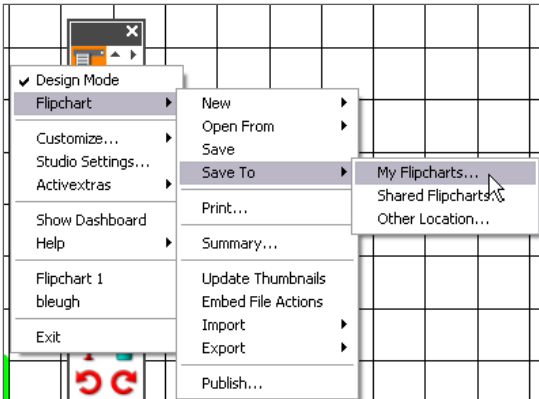 Design Mode
Flipchart
Customize...
Studio Settings...
Activextras
Show Dashboard
Help
Flipchart 1
bleugh
Exit
New
Open From
Save
Save To
Print...
Summary...
Update Thumbnails
Embed File Actions
Import
Export
Publish...
My Flipcharts...
Shared Flipcharts...
Other Location...